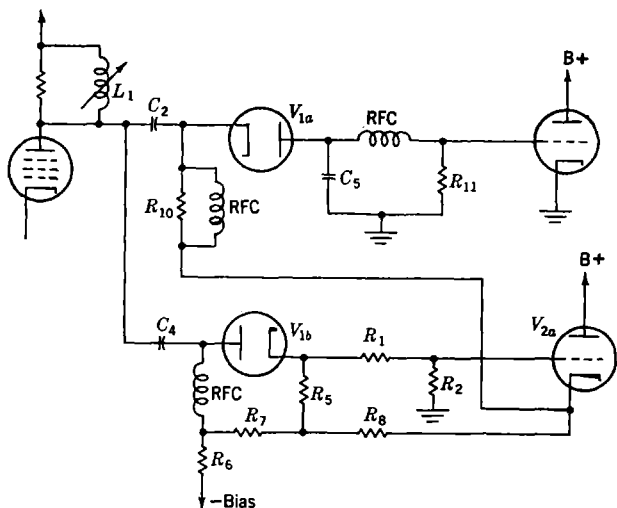 L1
C2
V1a
RFC
B+
C5
R11
R10
RFC
B+
C4
V1b
R1
V2a
RFC
R5
R2
R7
R8
R6
−Bias